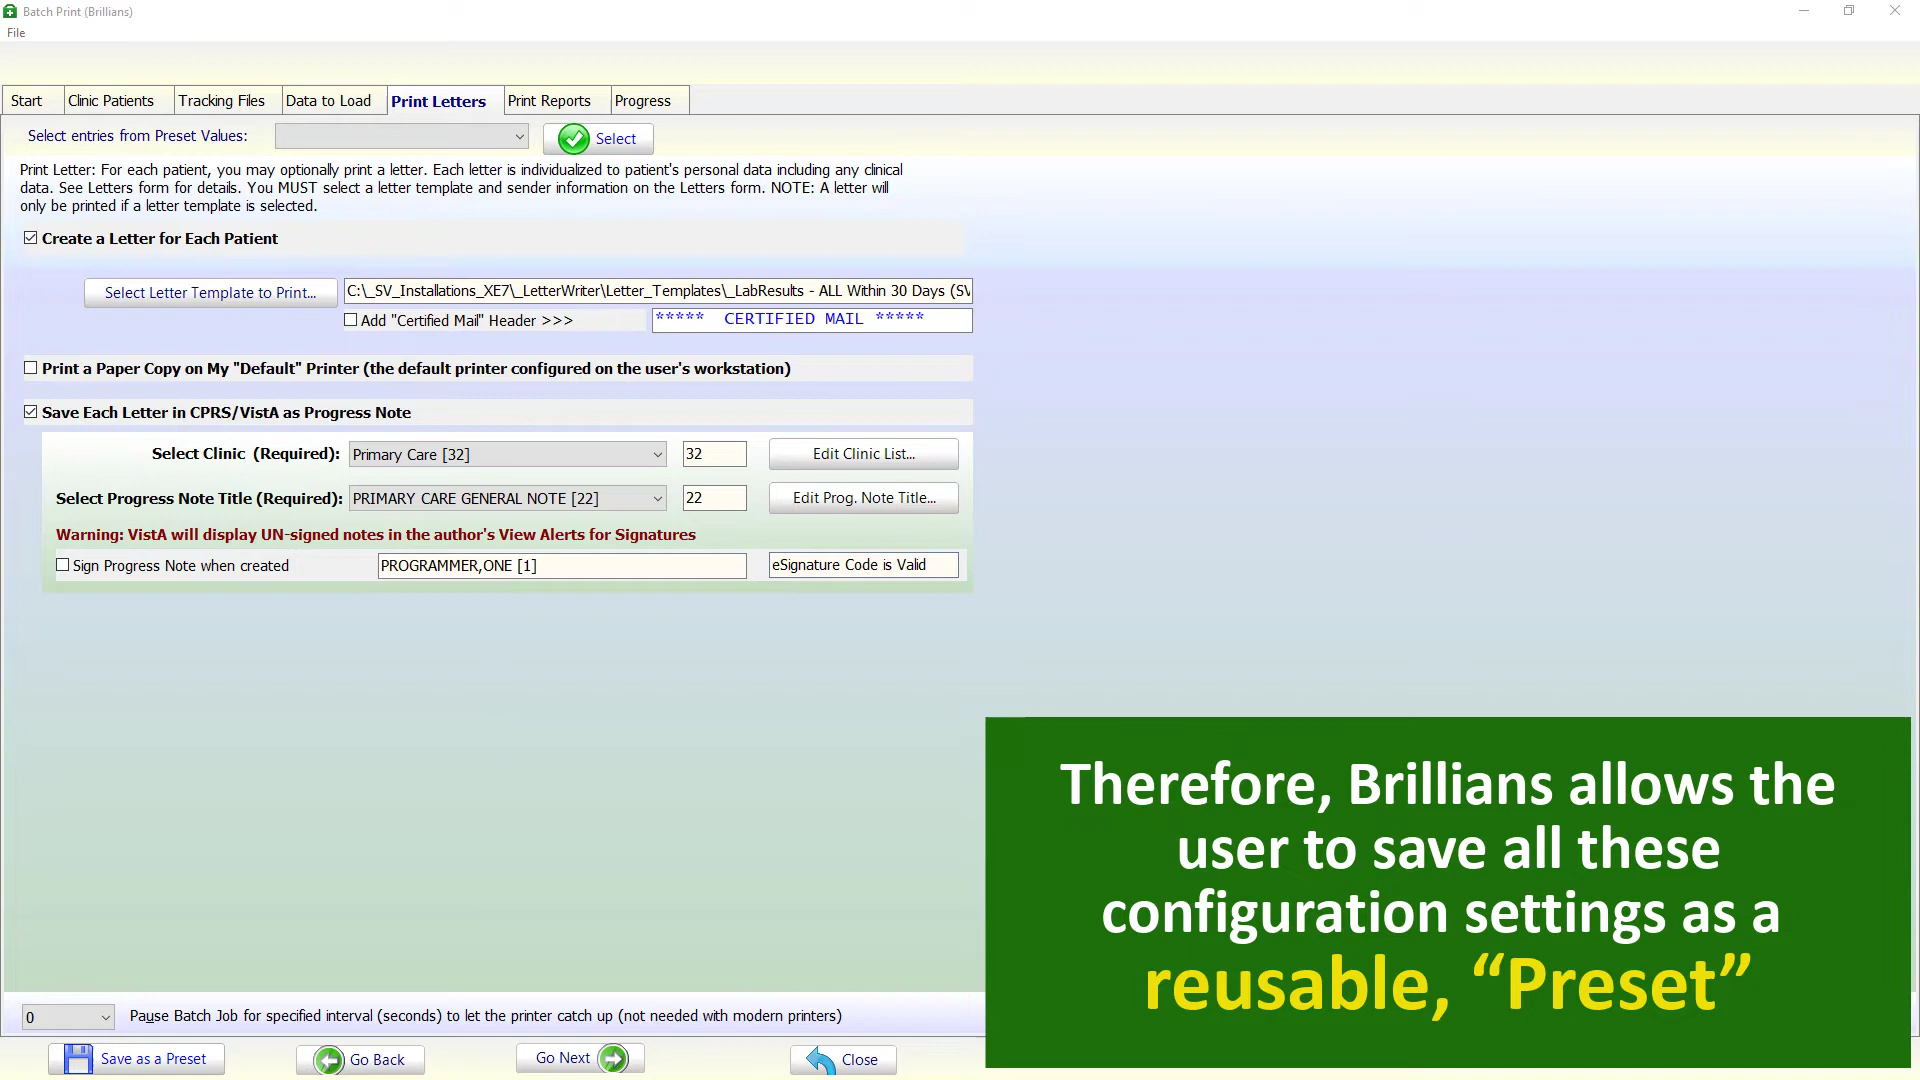 Batch Print (Brillians)
File
Start
Clinic Patients
Tracking Files
Data to Load
Print Letters
Print Reports
Progress
Select entries from Preset Values:
Select
Print Letter: For each patient, you may optionally print a letter. Each letter is individualized to patient's personal data including any clinical
data. See Letters form for details. You MUST select a letter template and sender information on the Letters form. NOTE: A letter will
only be printed if a letter template is selected.
Create a Letter for Each Patient
Select Letter Template to Print...
C:\_SV_Installations_XE7\_LetterWriter\Letter_Templates\_LabResults - ALL Within 30 Days (SV
Add "Certified Mail" Header >>>
***** CERTIFIED MAIL *****
Print a Paper Copy on My "Default" Printer (the default printer configured on the user's workstation)
Save Each Letter in CPRS/VistA as Progress Note
Select Clinic (Required):
Primary Care [32]
32
Edit Clinic List...
Select Progress Note Title (Required):
PRIMARY CARE GENERAL NOTE [22]
22
Edit Prog. Note Title...
Warning: VistA will display UN-signed notes in the author's View Alerts for Signatures
Sign Progress Note when created
PROGRAMMER,ONE [1]
eSignature Code is Valid
Therefore, Brillians allows the
user to save all these
configuration settings as a
reusable, “Preset”
0
Pause Batch Job for specified interval (seconds) to let the printer catch up (not needed with modern printers)
Save as a Preset
Go Back
Go Next
Close